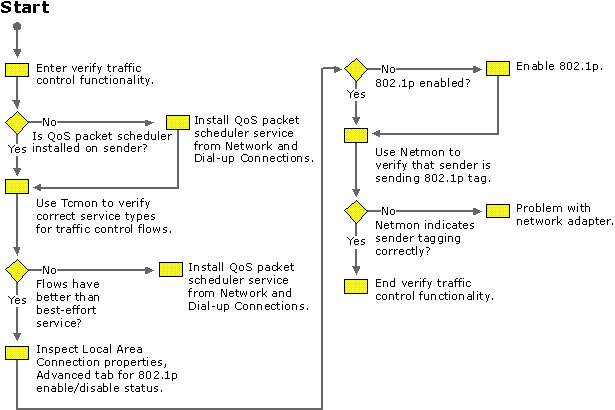 Start
Enter verify traffic
control functionality.
No
Is QoS packet scheduler
installed on sender?
Yes
Install QoS packet
scheduler service
from Network and
Dial-up Connections.
Use Tcmon to verify
correct service types
for traffic control flows.
No
Flows have
better than
best-effort
service?
Yes
Install QoS packet
scheduler service
from Network and
Dial-up Connections.
Inspect Local Area
Connection properties,
Advanced tab for 802.1p
enable/disable status.
No
802.1p enabled?
Yes
Enable 802.1p.
Use Netmon to
verify that sender is
sending 802.1p tag.
No
Netmon indicates
sender tagging
correctly?
Yes
Problem with
network adapter.
End verify traffic
control functionality.